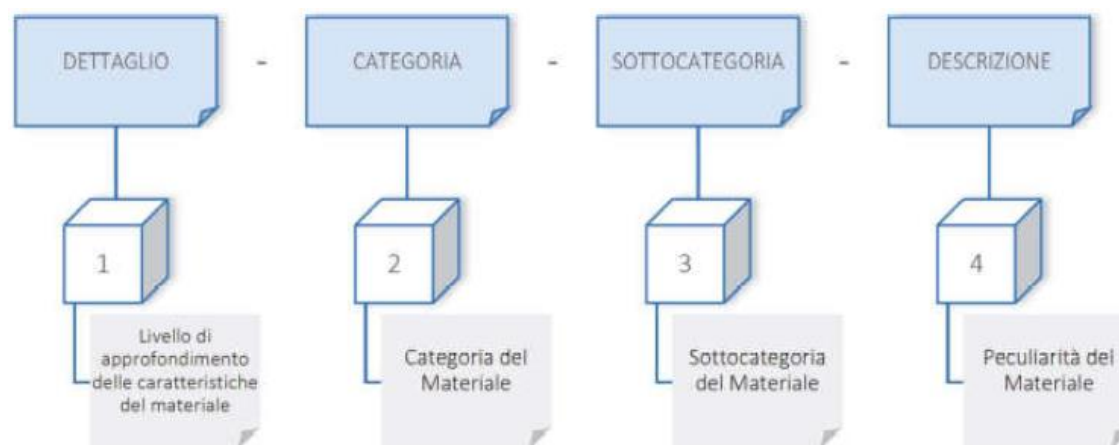 DETTAGLIO - CATEGORIA - SOTTOCATEGORIA - DESCRIZIONE
1 2 3 4
Livello di
approfondimento
delle caratteristiche
del materiale
Categoria del
Materiale
Sottocategoria
del Materiale
Peculiarità del
Materiale